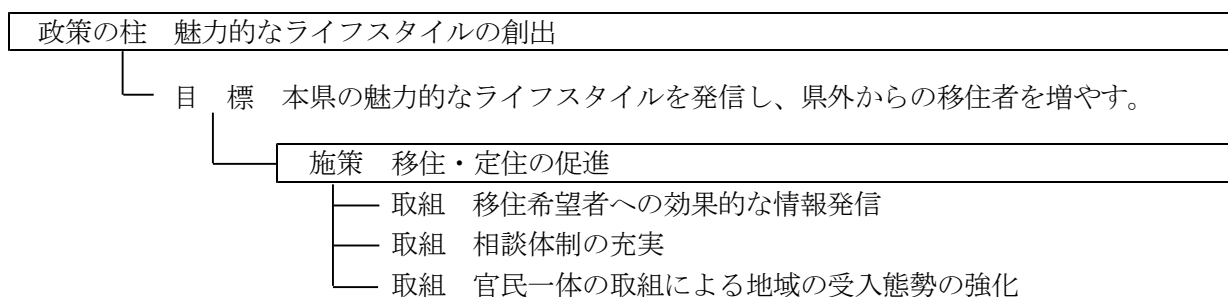 政策の柱　魅力的なライフスタイルの創出
目　標　本県の魅力的なライフスタイルを発信し、県外からの移住者を増やす。
施策　移住・定住の促進
取組　移住希望者への効果的な情報発信
取組　相談体制の充実
取組　官民一体の取組による地域の受入態勢の強化